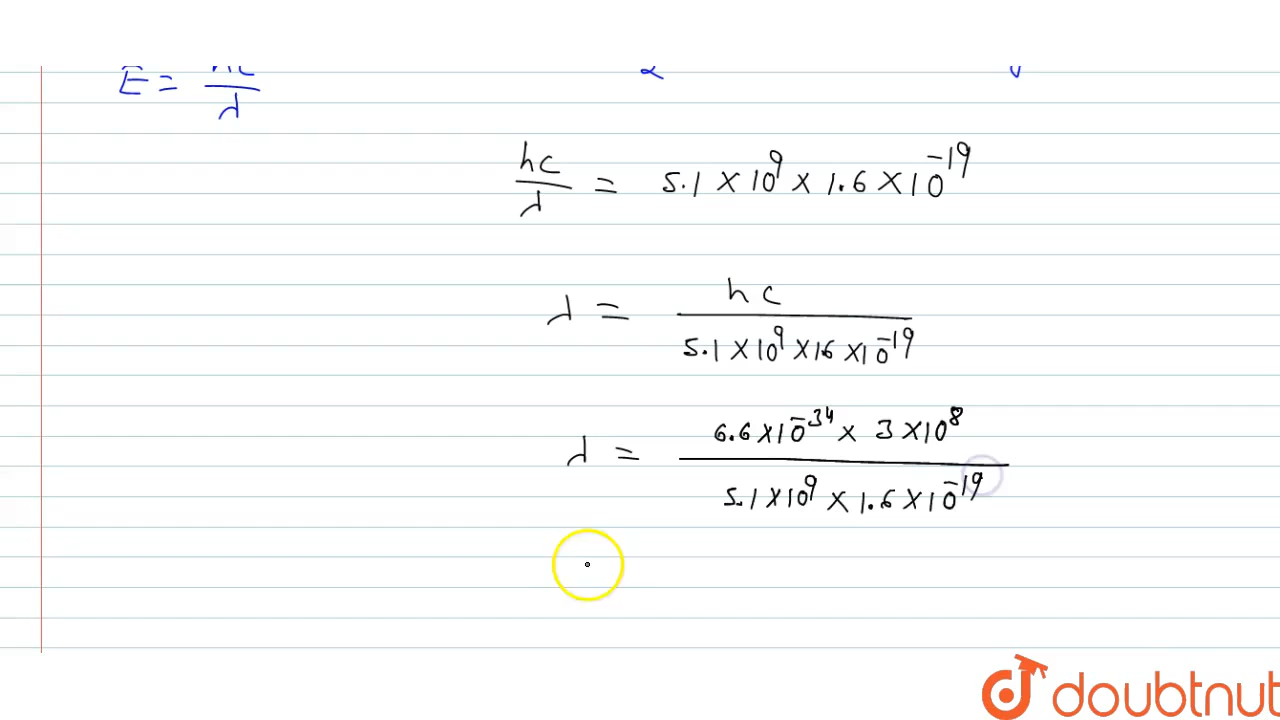 E = hc/λ α v
hc/λ = 5.1 × 10⁹ × 1.6 × 10⁻¹⁹
λ = hc / 5.1 × 10⁹ × 1.6 × 10⁻¹⁹
λ = 6.6 × 10⁻³⁴ × 3 × 10⁸ / 5.1 × 10⁹ × 1.6 × 10⁻¹⁹
doubtnut